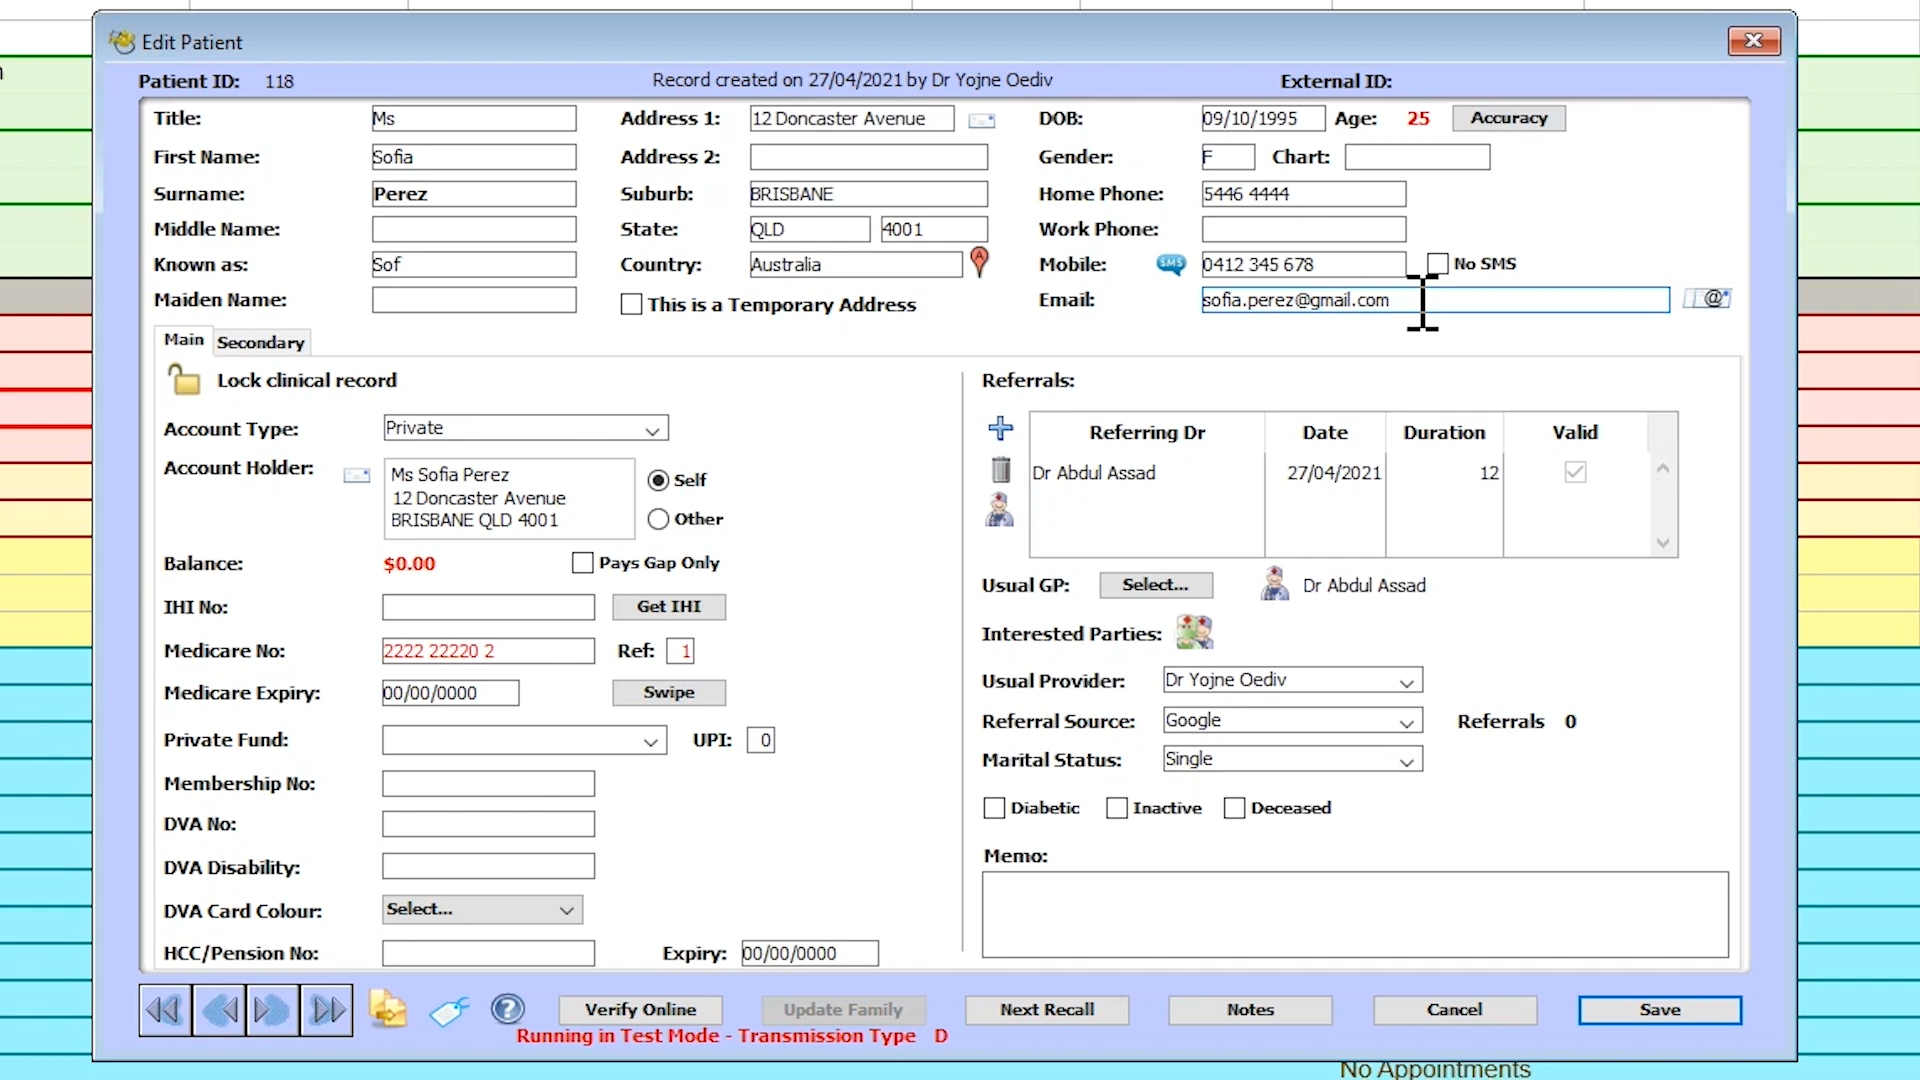 Edit Patient
Patient ID: 118 Record created on 27/04/2021 by Dr Yojne Oediv External ID:
Title: Ms Address 1: 12 Doncaster Avenue DOB: 09/10/1995 Age: 25 Accuracy
First Name: Sofia Address 2: Gender: F Chart:
Surname: Perez Suburb: BRISBANE Home Phone: 5446 4444
Middle Name: State: QLD 4001 Work Phone:
Known as: Sof Country: Australia Mobile: SMS 0412 345 678 No SMS
Maiden Name: This is a Temporary Address Email: sofia.perez@gmail.com @
Main Secondary
Lock clinical record
Account Type: Private
Account Holder: Ms Sofia Perez
12 Doncaster Avenue
BRISBANE QLD 4001
Self
Other
Balance: $0.00 Pays Gap Only
IHI No: Get IHI
Medicare No: 2222 22220 2 Ref: 1
Medicare Expiry: 00/00/0000 Swipe
Private Fund: UPI: 0
Membership No:
DVA No:
DVA Disability:
DVA Card Colour: Select...
HCC/Pension No: Expiry: 00/00/0000
Referrals:
Referring Dr Date Duration Valid
Dr Abdul Assad 27/04/2021 12
Usual GP: Select... Dr Abdul Assad
Interested Parties:
Usual Provider: Dr Yojne Oediv
Referral Source: Google Referrals 0
Marital Status: Single
Diabetic Inactive Deceased
Memo:
Verify Online Update Family Next Recall Notes Cancel Save
Running in Test Mode - Transmission Type D
No Appointments